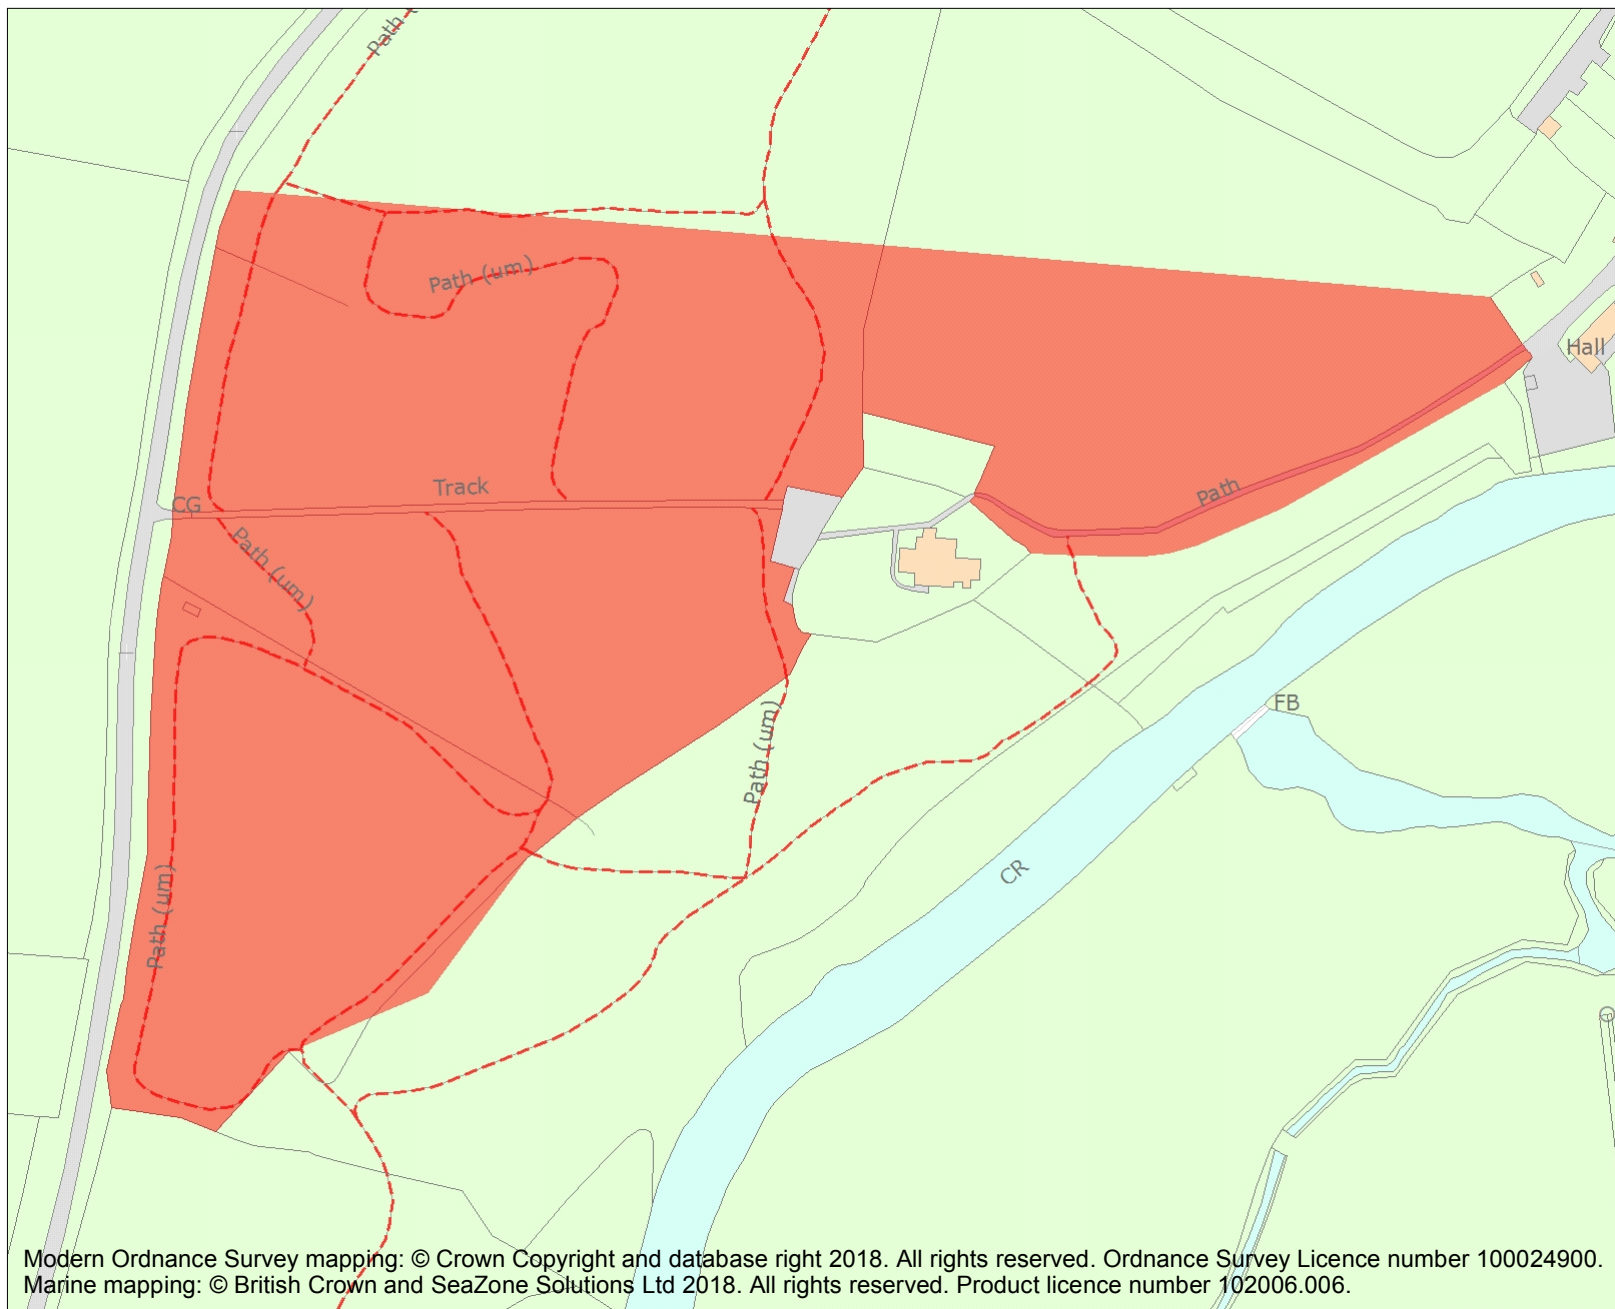 Path (
Path (um)
Hall
Track
CG
Path
Path (um)
FB
Path (um)
CR
Path (um)
Modern Ordnance Survey mapping: © Crown Copyright and database right 2018. All rights reserved. Ordnance Survey Licence number 100024900.
Marine mapping: © British Crown and SeaZone Solutions Ltd 2018. All rights reserved. Product licence number 102006.006.